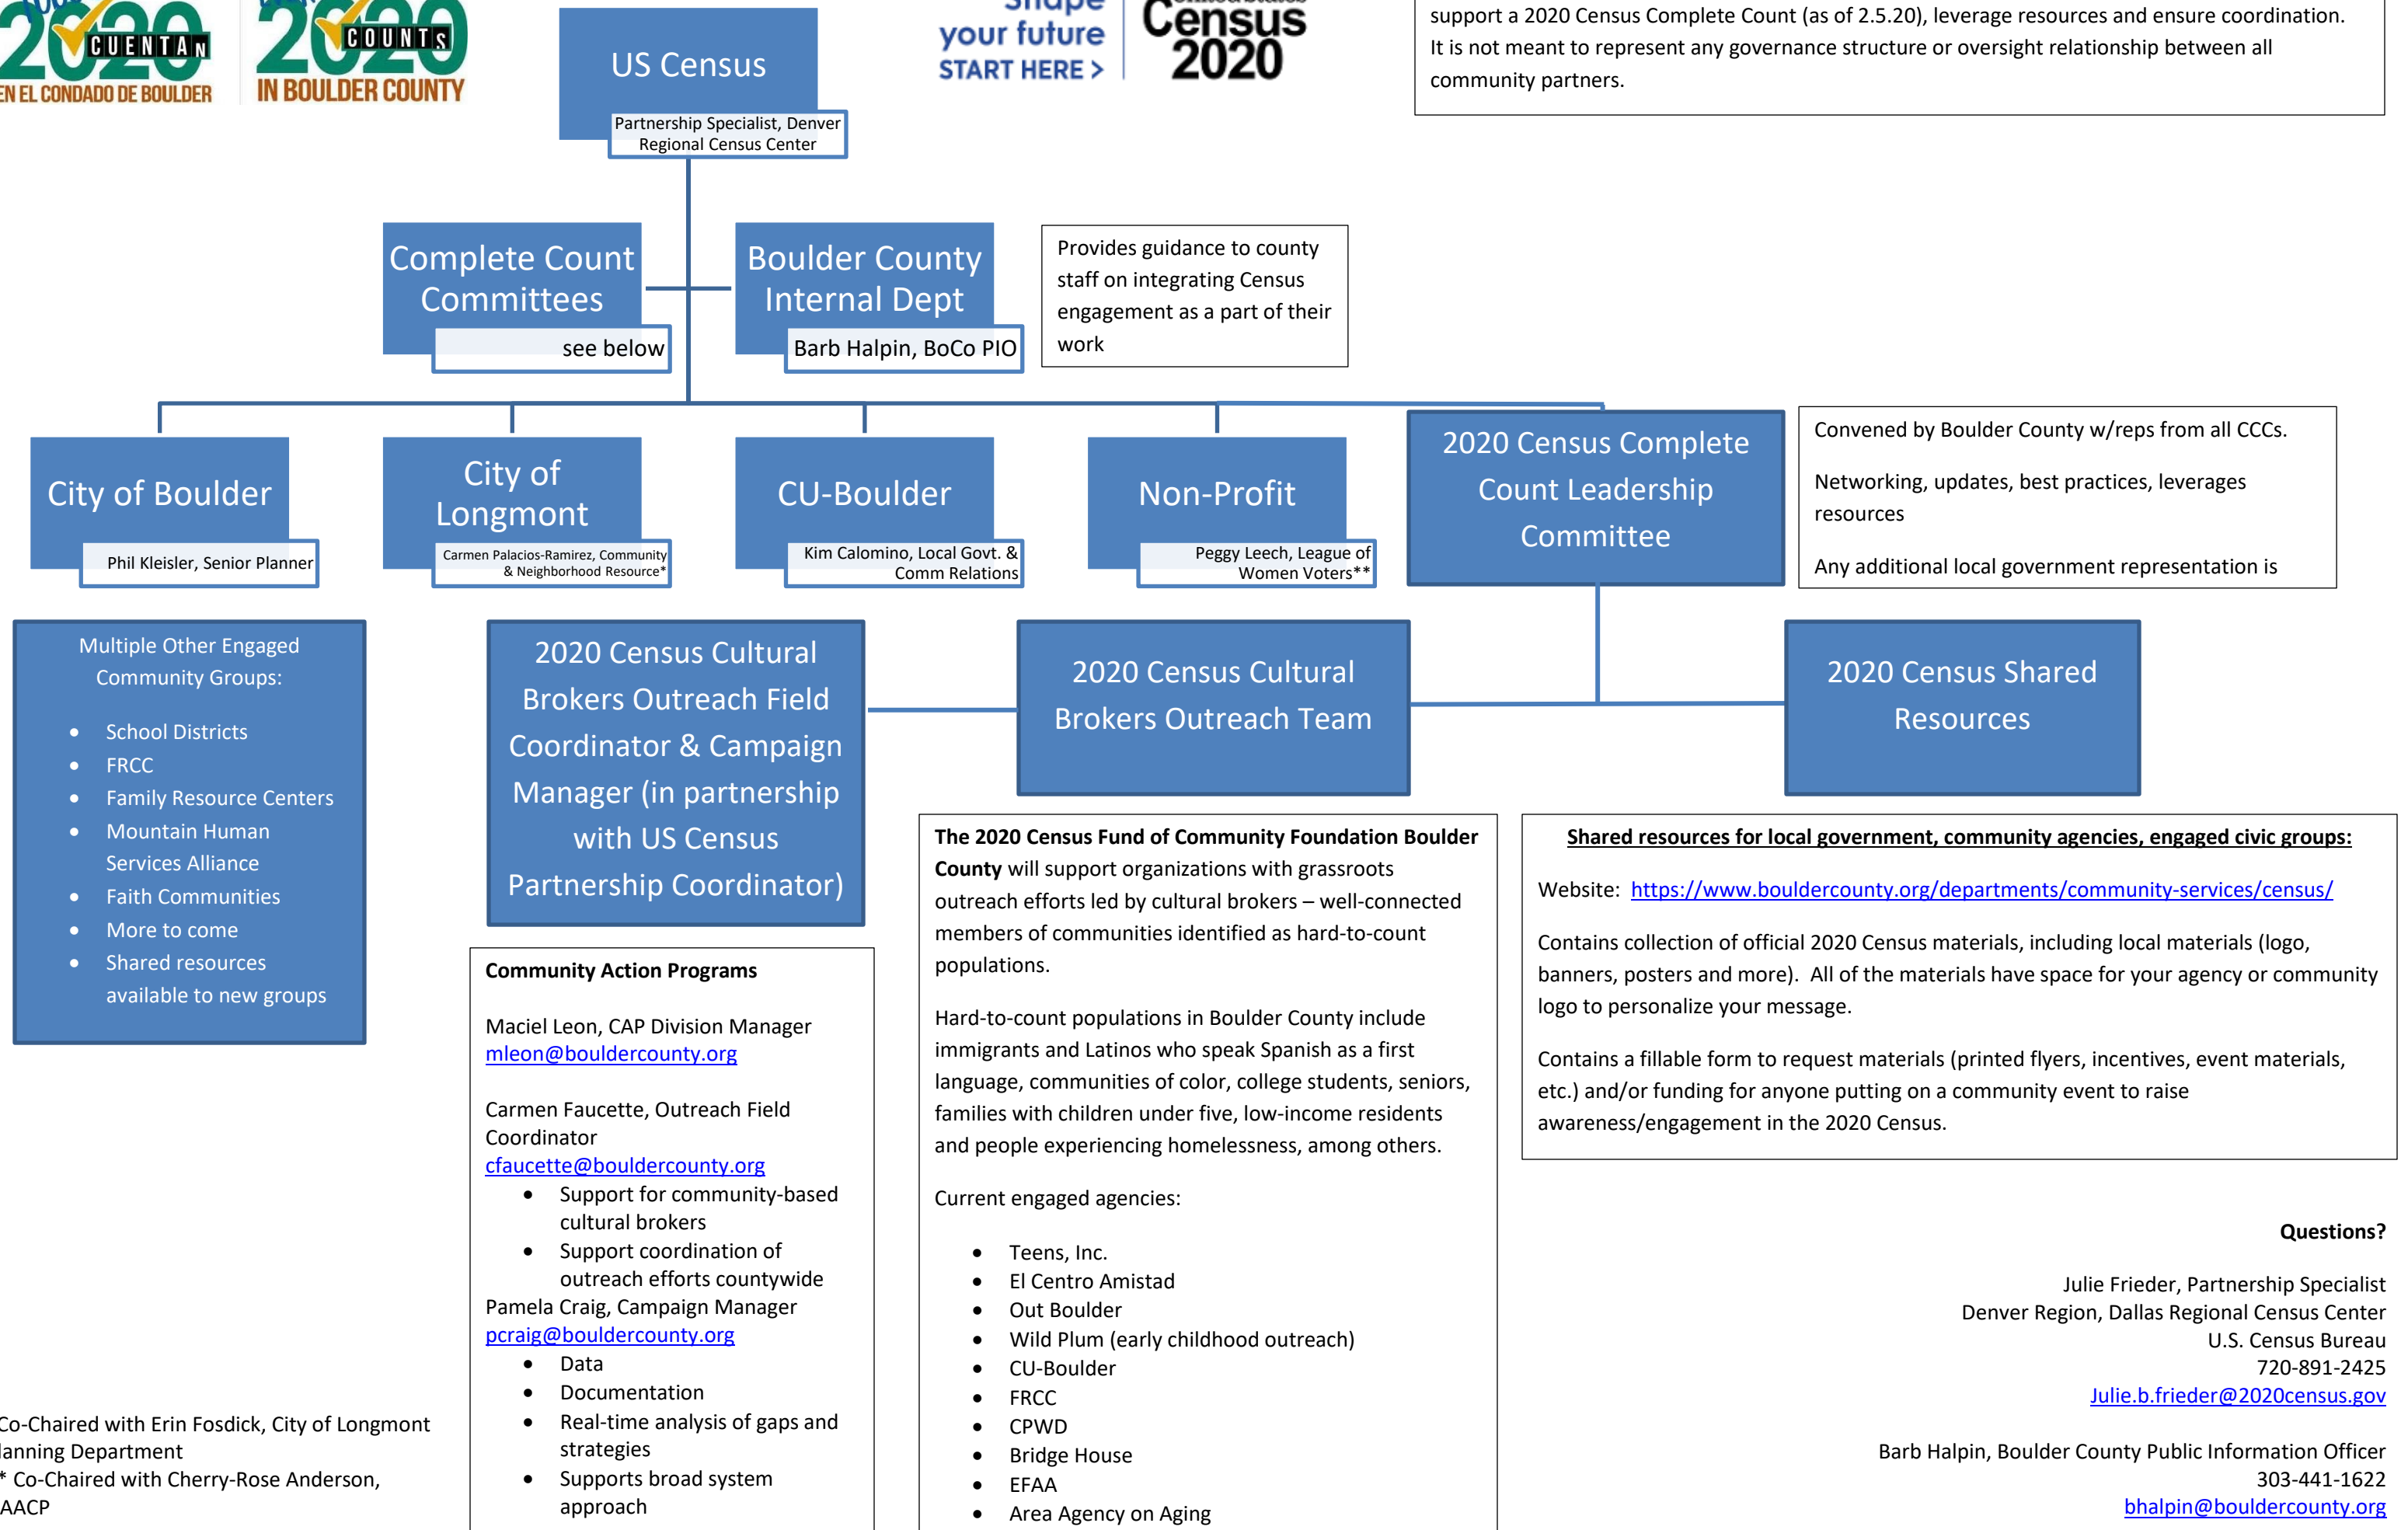 2020
CUENTAN
EN EL CONDADO DE BOULDER
2020
COUNTS
IN BOULDER COUNTY
US Census
Partnership Specialist, Denver
Regional Census Center
Shape
your future
START HERE >
United States
Census
2020
support a 2020 Census Complete Count (as of 2.5.20), leverage resources and ensure coordination.
It is not meant to represent any governance structure or oversight relationship between all
community partners.
Complete Count
Committees
see below
Boulder County
Internal Dept
Barb Halpin, BoCo PIO
Provides guidance to county
staff on integrating Census
engagement as a part of their
work
City of Boulder
Phil Kleisler, Senior Planner
City of
Longmont
Carmen Palacios-Ramirez, Community
& Neighborhood Resource*
CU-Boulder
Kim Calomino, Local Govt. &
Comm Relations
Non-Profit
Peggy Leech, League of
Women Voters**
2020 Census Complete
Count Leadership
Committee
Convened by Boulder County w/reps from all CCCs.
Networking, updates, best practices, leverages
resources
Any additional local government representation is
Multiple Other Engaged
Community Groups:
• School Districts
• FRCC
• Family Resource Centers
• Mountain Human
Services Alliance
• Faith Communities
• More to come
• Shared resources
available to new groups
2020 Census Cultural
Brokers Outreach Field
Coordinator & Campaign
Manager (in partnership
with US Census
Partnership Coordinator)
2020 Census Cultural
Brokers Outreach Team
2020 Census Shared
Resources
Community Action Programs
Maciel Leon, CAP Division Manager
mleon@bouldercounty.org
Carmen Faucette, Outreach Field
Coordinator
cfaucette@bouldercounty.org
• Support for community-based
cultural brokers
• Support coordination of
outreach efforts countywide
Pamela Craig, Campaign Manager
pcraig@bouldercounty.org
• Data
• Documentation
• Real-time analysis of gaps and
strategies
• Supports broad system
approach
The 2020 Census Fund of Community Foundation Boulder
County will support organizations with grassroots
outreach efforts led by cultural brokers – well-connected
members of communities identified as hard-to-count
populations.
Hard-to-count populations in Boulder County include
immigrants and Latinos who speak Spanish as a first
language, communities of color, college students, seniors,
families with children under five, low-income residents
and people experiencing homelessness, among others.
Current engaged agencies:
• Teens, Inc.
• El Centro Amistad
• Out Boulder
• Wild Plum (early childhood outreach)
• CU-Boulder
• FRCC
• CPWD
• Bridge House
• EFAA
• Area Agency on Aging
Shared resources for local government, community agencies, engaged civic groups:
Website: https://www.bouldercounty.org/departments/community-services/census/
Contains collection of official 2020 Census materials, including local materials (logo,
banners, posters and more). All of the materials have space for your agency or community
logo to personalize your message.
Contains a fillable form to request materials (printed flyers, incentives, event materials,
etc.) and/or funding for anyone putting on a community event to raise
awareness/engagement in the 2020 Census.
Questions?
Julie Frieder, Partnership Specialist
Denver Region, Dallas Regional Census Center
U.S. Census Bureau
720-891-2425
Julie.b.frieder@2020census.gov
Barb Halpin, Boulder County Public Information Officer
303-441-1622
bhalpin@bouldercounty.org
Co-Chaired with Erin Fosdick, City of Longmont
lanning Department
* Co-Chaired with Cherry-Rose Anderson,
AACP